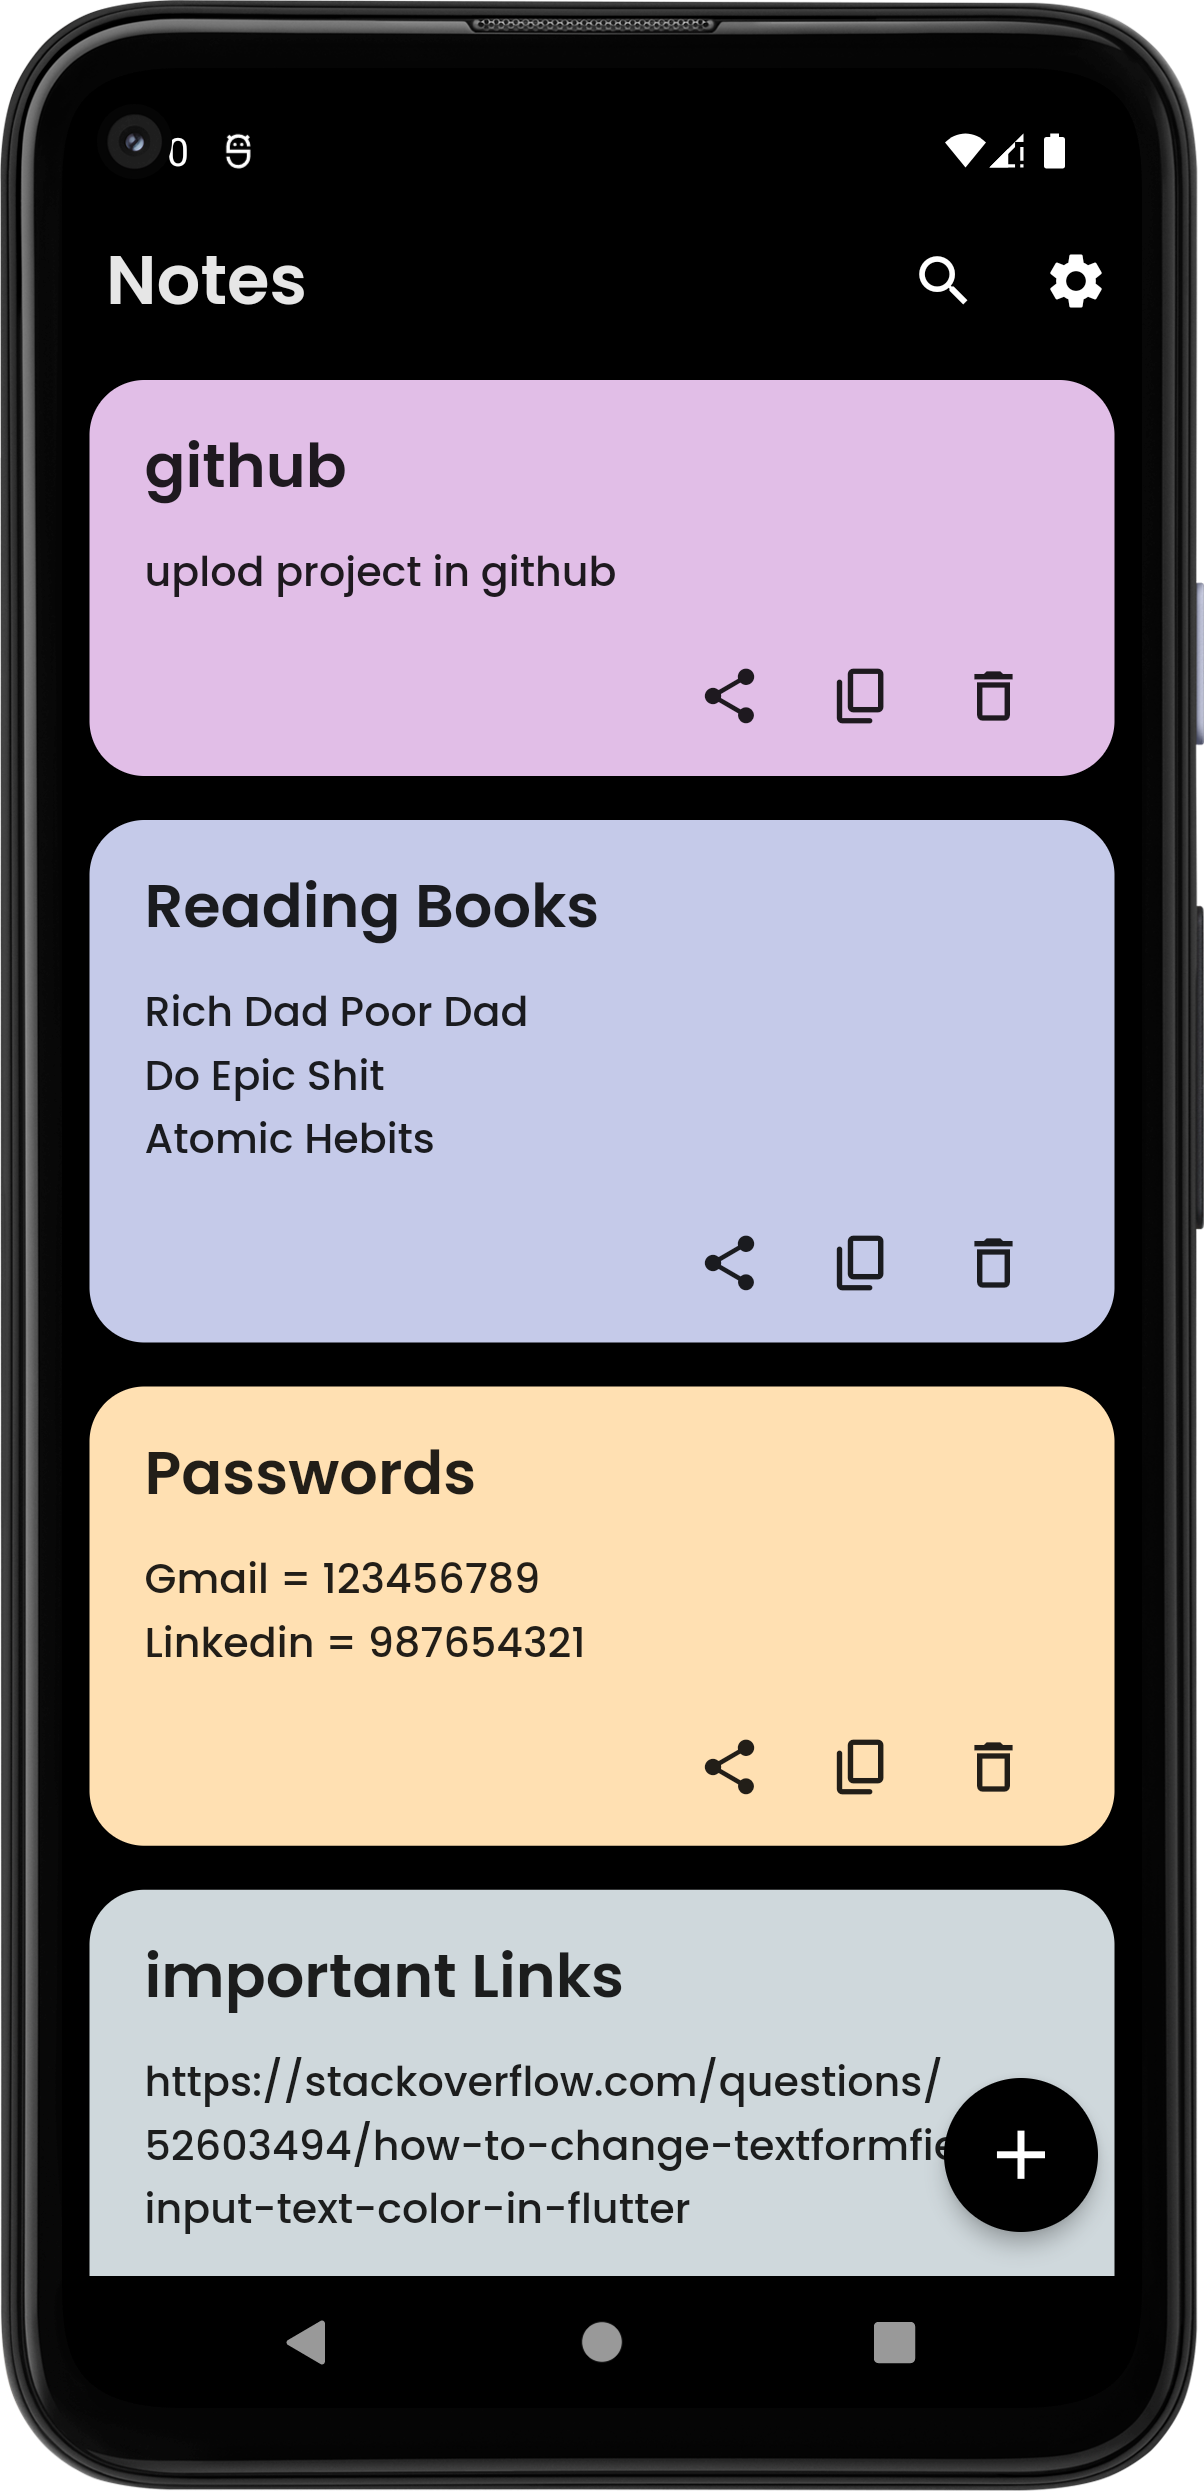 0
Notes
github
uplod project in github
Reading Books
Rich Dad Poor Dad
Do Epic Shit
Atomic Hebits
Passwords
Gmail = 123456789
Linkedin = 987654321
important Links
https://stackoverflow.com/questions/
52603494/how-to-change-textformfie
input-text-color-in-flutter